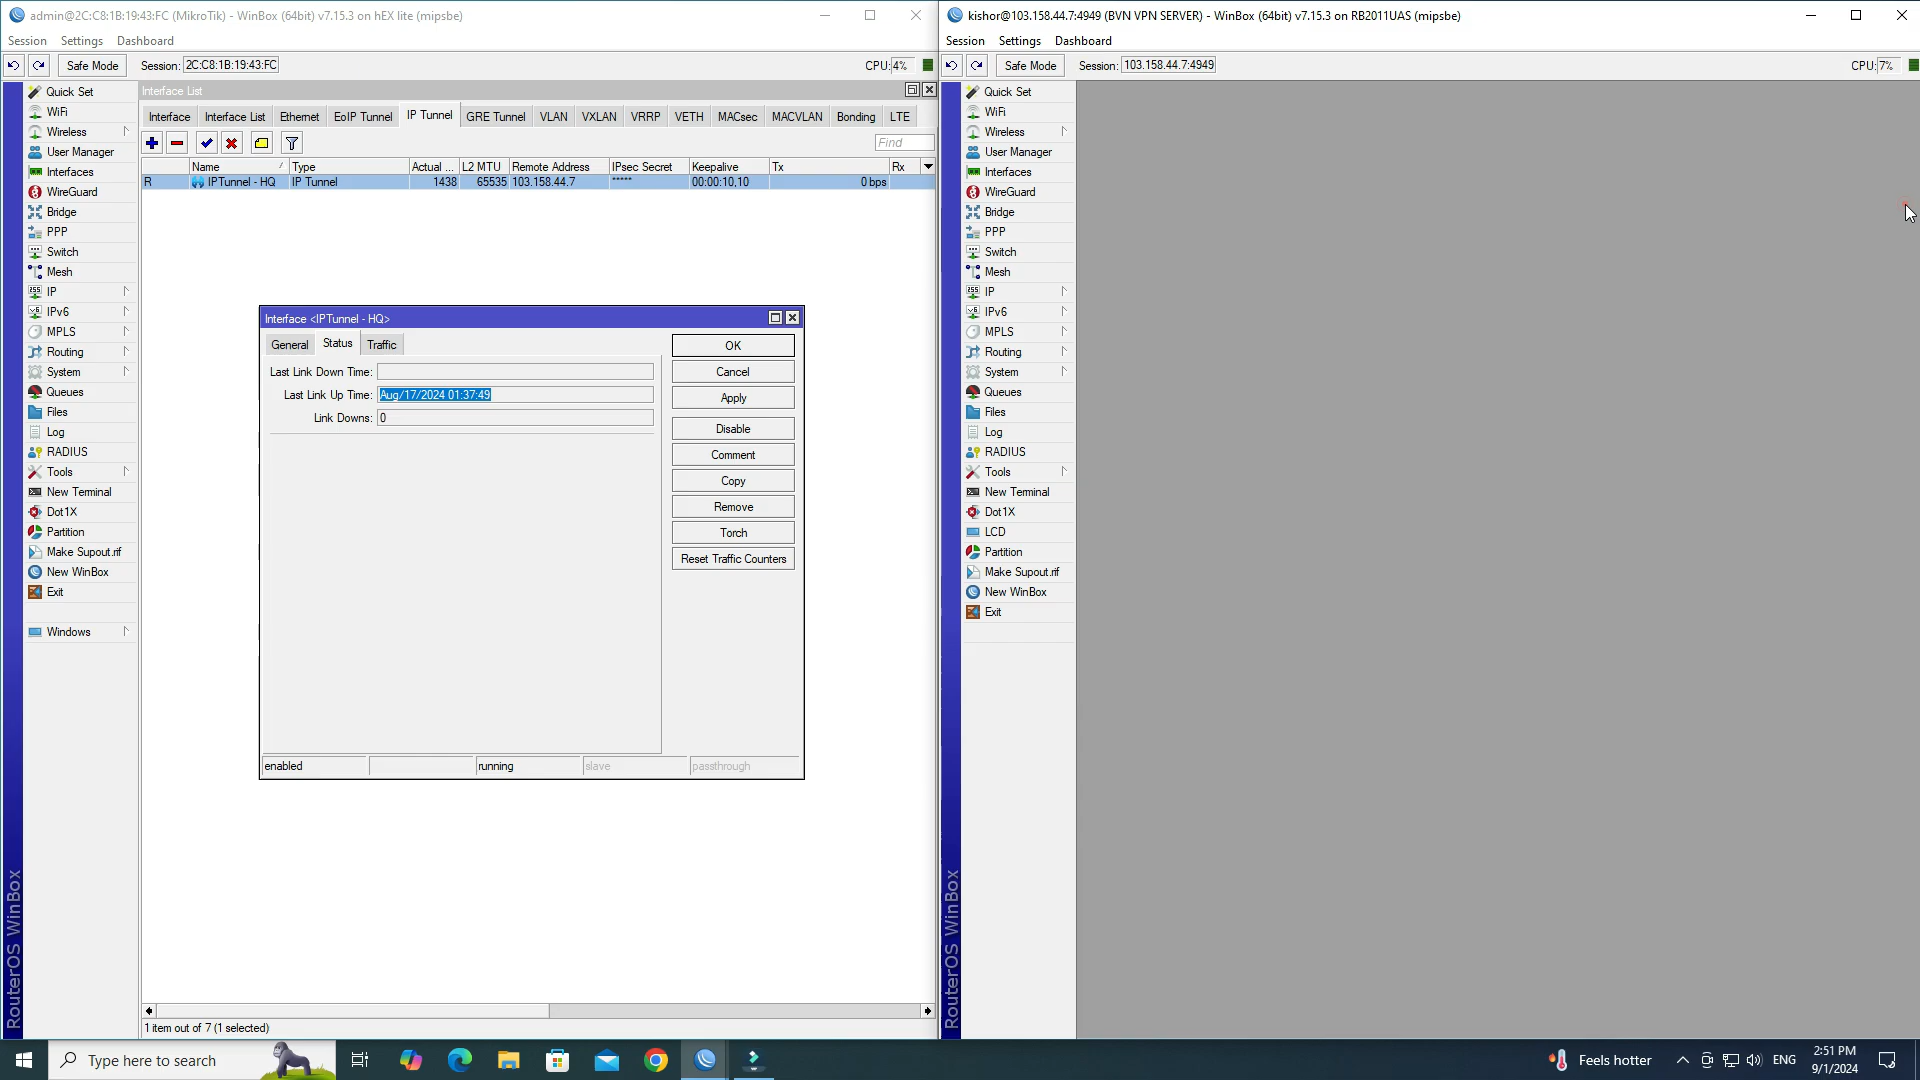 admin@2C:C8:1B:19:43:FC (MikroTik) - WinBox (64bit) v7.15.3 on hEX lite (mipsbe)
Session Settings Dashboard
Safe Mode Session: 2C:C8:1B:19:43:FC CPU: 4%
Quick Set
WiFi
Wireless
User Manager
Interfaces
WireGuard
Bridge
PPP
Switch
Mesh
IP
IPv6
MPLS
Routing
System
Queues
Files
Log
RADIUS
Tools
New Terminal
Dot1X
Partition
Make Supout.rif
New WinBox
Exit
Windows
RouterOS WinBox
Interface List
Interface Interface List Ethernet EoIP Tunnel IP Tunnel GRE Tunnel VLAN VXLAN VRRP VETH MACsec MACVLAN Bonding LTE
Find
Name Type Actual ... L2 MTU Remote Address IPsec Secret Keepalive Tx Rx
R IPTunnel - HQ IP Tunnel 1438 65535 103.158.44.7 ***** 00:00:10,10 0 bps
Interface <IPTunnel - HQ>
General Status Traffic
Last Link Down Time:
Last Link Up Time: Aug/17/2024 01:37:49
Link Downs: 0
OK
Cancel
Apply
Disable
Comment
Copy
Remove
Torch
Reset Traffic Counters
enabled running slave passthrough
1 item out of 7 (1 selected)
kishor@103.158.44.7:4949 (BVN VPN SERVER) - WinBox (64bit) v7.15.3 on RB2011UAS (mipsbe)
Session Settings Dashboard
Safe Mode Session: 103.158.44.7:4949 CPU: 7%
Quick Set
WiFi
Wireless
User Manager
Interfaces
WireGuard
Bridge
PPP
Switch
Mesh
IP
IPv6
MPLS
Routing
System
Queues
Files
Log
RADIUS
Tools
New Terminal
Dot1X
LCD
Partition
Make Supout.rif
New WinBox
Exit
RouterOS WinBox
Type here to search
Feels hotter
ENG
2:51 PM
9/1/2024